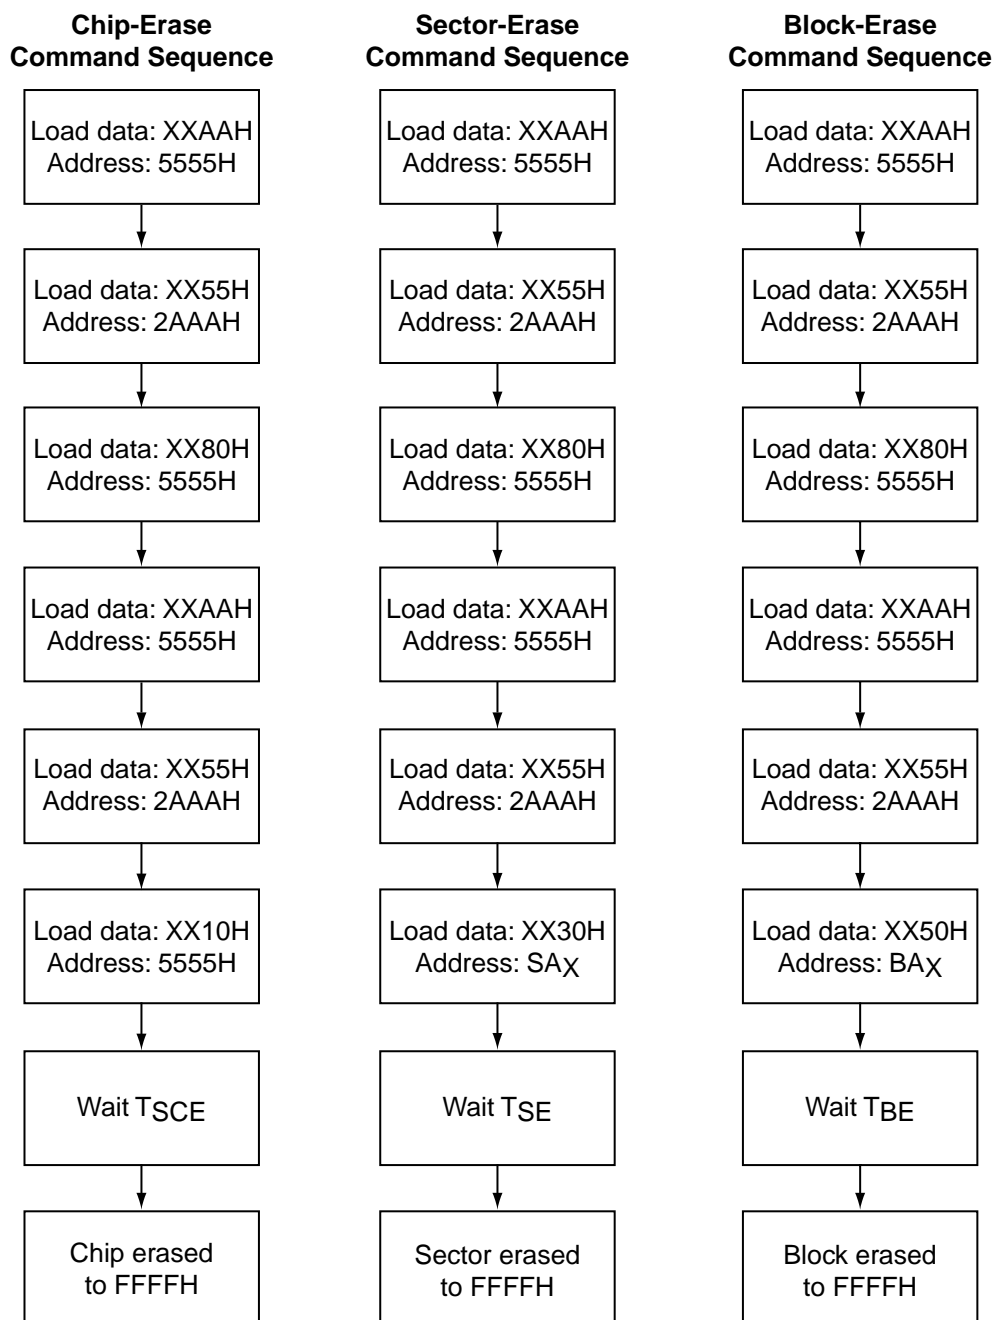 Chip-Erase
Command Sequence
Load data: XXAAH
Address: 5555H
Load data: XX55H
Address: 2AAAH
Load data: XX80H
Address: 5555H
Load data: XXAAH
Address: 5555H
Load data: XX55H
Address: 2AAAH
Load data: XX10H
Address: 5555H
Wait TSCE
Chip erased
to FFFFH
Sector-Erase
Command Sequence
Load data: XXAAH
Address: 5555H
Load data: XX55H
Address: 2AAAH
Load data: XX80H
Address: 5555H
Load data: XXAAH
Address: 5555H
Load data: XX55H
Address: 2AAAH
Load data: XX30H
Address: SAX
Wait TSE
Sector erased
to FFFFH
Block-Erase
Command Sequence
Load data: XXAAH
Address: 5555H
Load data: XX55H
Address: 2AAAH
Load data: XX80H
Address: 5555H
Load data: XXAAH
Address: 5555H
Load data: XX55H
Address: 2AAAH
Load data: XX50H
Address: BAX
Wait TBE
Block erased
to FFFFH